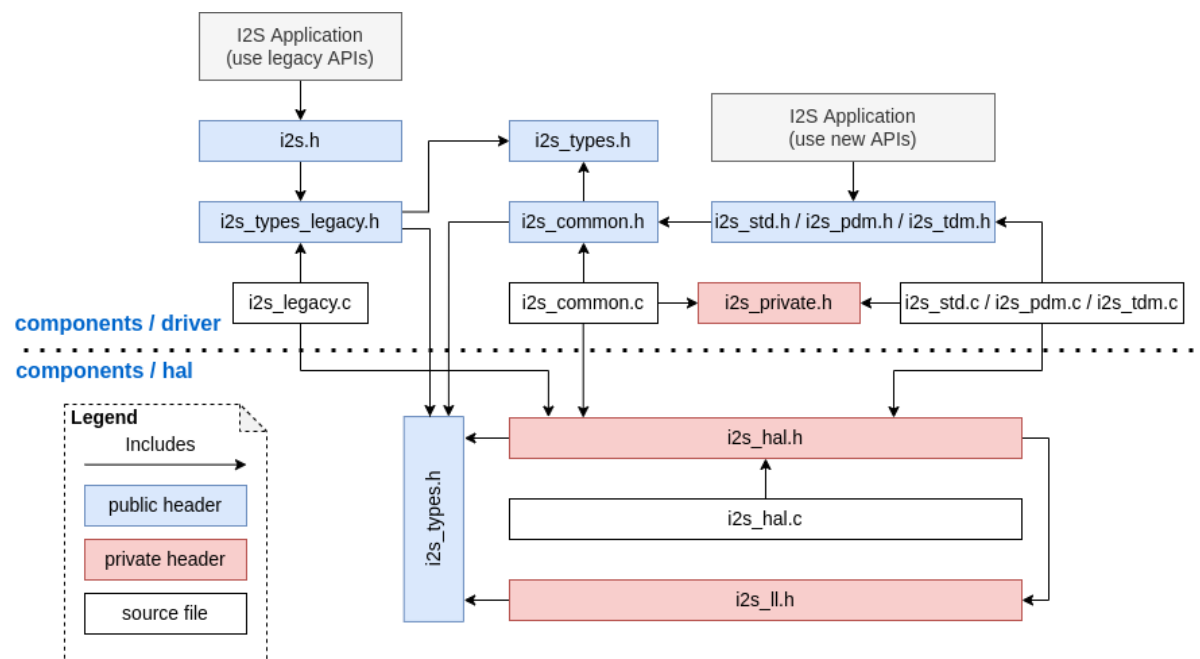 I2S Application
(use legacy APIs)
I2S Application
(use new APIs)
i2s.h
i2s_types.h
i2s_types_legacy.h
i2s_common.h
i2s_std.h / i2s_pdm.h / i2s_tdm.h
i2s_legacy.c
i2s_common.c
i2s_private.h
i2s_std.c / i2s_pdm.c / i2s_tdm.c
components / driver
components / hal
Legend
Includes
public header
private header
source file
i2s_types.h
i2s_hal.h
i2s_hal.c
i2s_ll.h